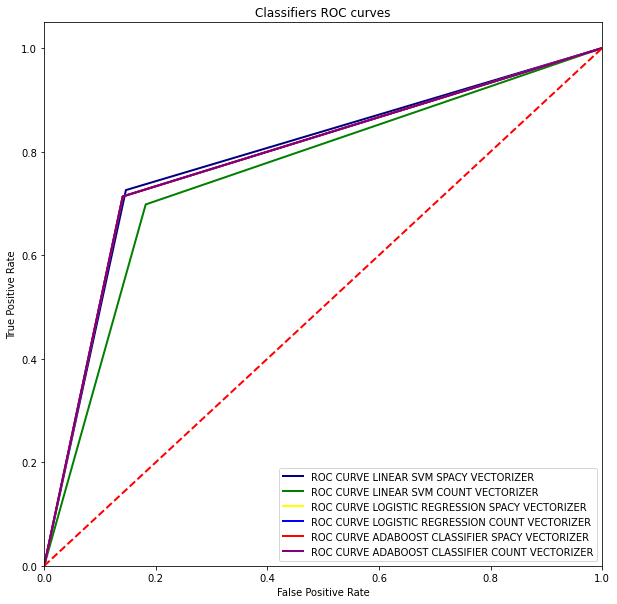 Classifiers ROC curves
1.0
0.8
0.6
0.4
0.2
0.0
True Positive Rate
ROC CURVE LINEAR SVM SPACY VECTORIZER
ROC CURVE LINEAR SVM COUNT VECTORIZER
ROC CURVE LOGISTIC REGRESSION SPACY VECTORIZER
ROC CURVE LOGISTIC REGRESSION COUNT VECTORIZER
ROC CURVE ADABOOST CLASSIFIER SPACY VECTORIZER
ROC CURVE ADABOOST CLASSIFIER COUNT VECTORIZER
0.0 0.2 0.4 0.6 0.8 1.0
False Positive Rate